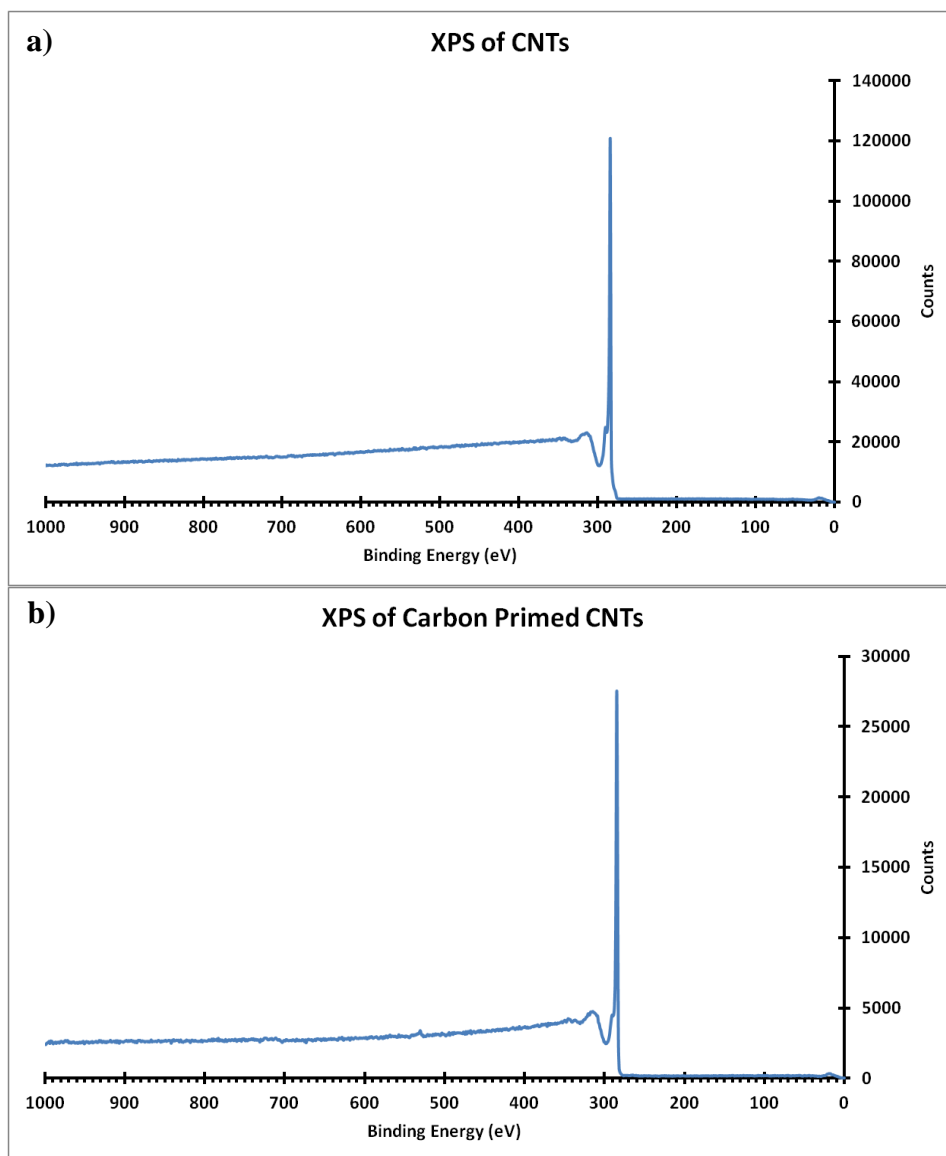 a)
XPS of CNTs
140000
120000
100000
80000
60000
40000
20000
0
Counts
1000 900 800 700 600 500 400 300 200 100 0
Binding Energy (eV)
b)
XPS of Carbon Primed CNTs
30000
25000
20000
15000
10000
5000
0
Counts
1000 900 800 700 600 500 400 300 200 100 0
Binding Energy (eV)